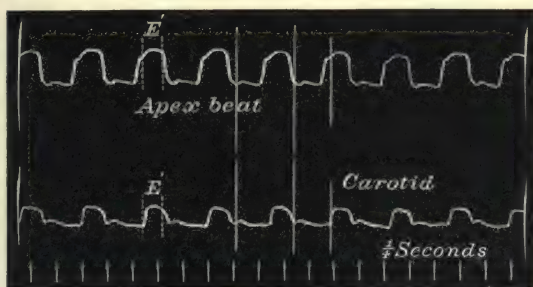 E'
Apex beat
E'
Carotid
¼ Seconds